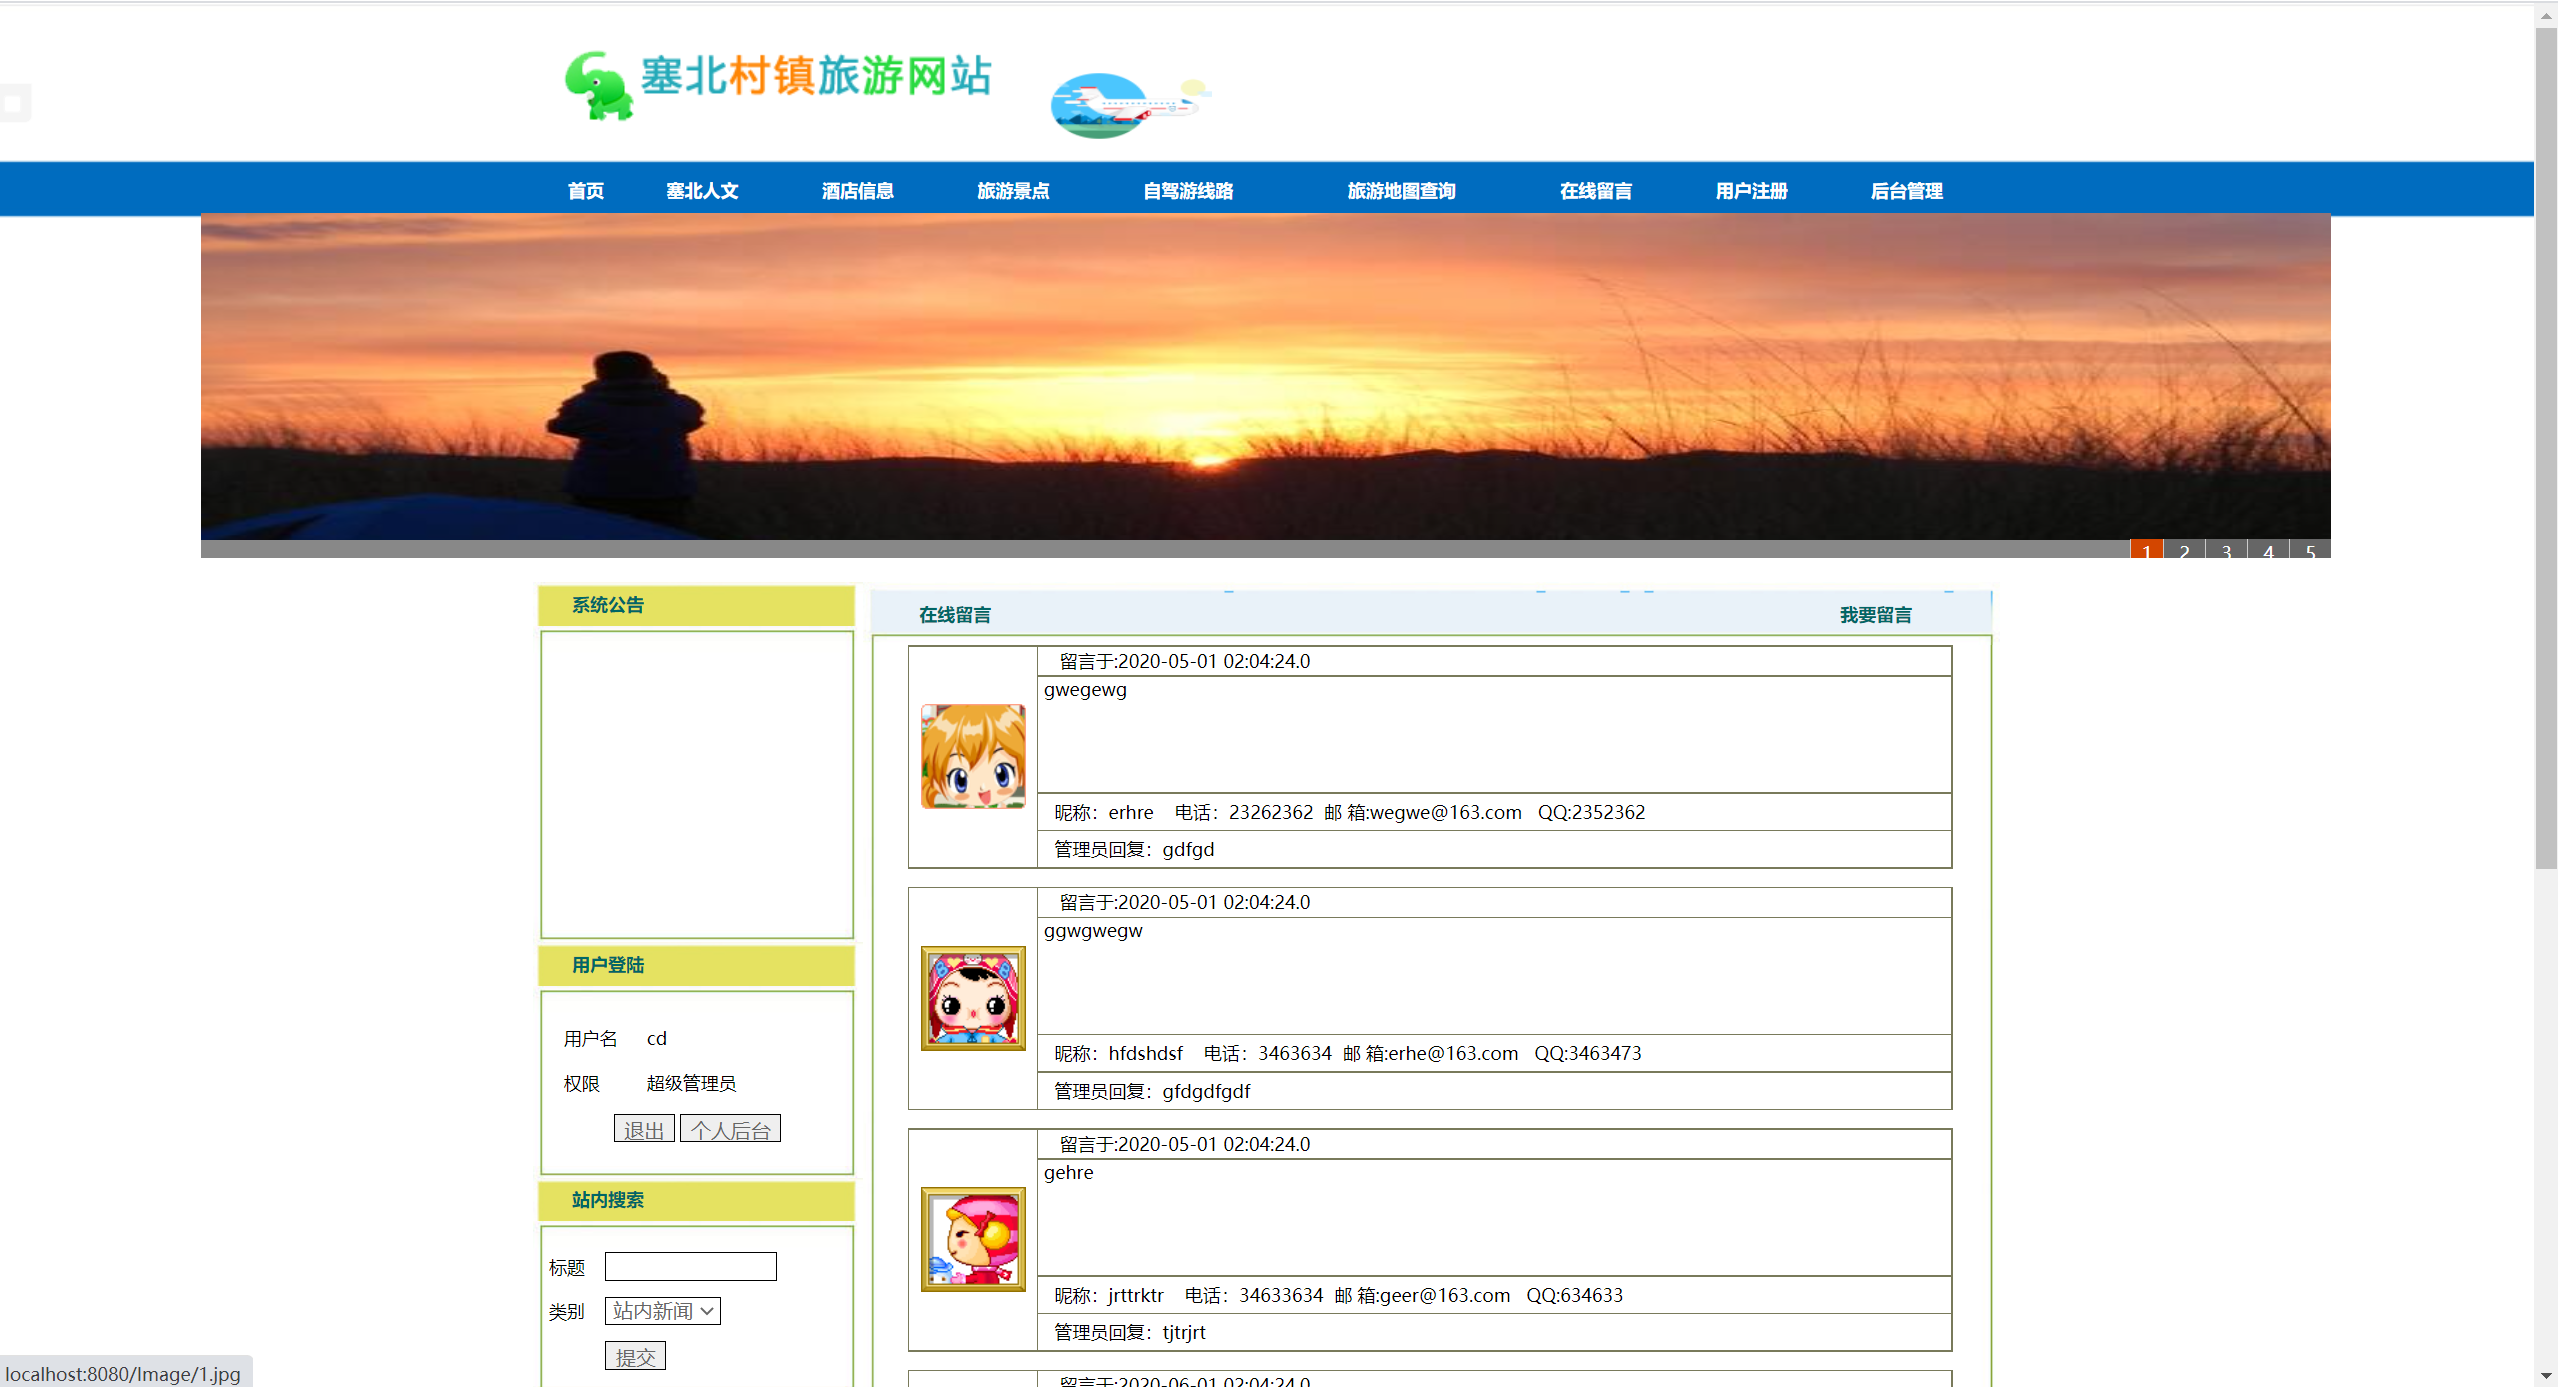 塞北村镇旅游网站
首页 塞北人文 酒店信息 旅游景点 自驾游线路 旅游地图查询 在线留言 用户注册 后台管理
1 2 3 4 5
系统公告
用户登陆
用户名 cd
权限 超级管理员
退出 个人后台
站内搜索
标题
类别 站内新闻
提交
在线留言 我要留言
留言于:2020-05-01 02:04:24.0
gwegewg
昵称：erhre 电话：23262362 邮 箱:wegwe@163.com QQ:2352362
管理员回复：gdfgd
留言于:2020-05-01 02:04:24.0
ggwgwegw
昵称：hfdshdsf 电话：3463634 邮 箱:erhe@163.com QQ:3463473
管理员回复：gfdgdfgdf
留言于:2020-05-01 02:04:24.0
gehre
昵称：jrttrktr 电话：34633634 邮 箱:geer@163.com QQ:634633
管理员回复：tjtrjrt
留言于:2020-06-01 02:04:24.0
localhost:8080/Image/1.jpg